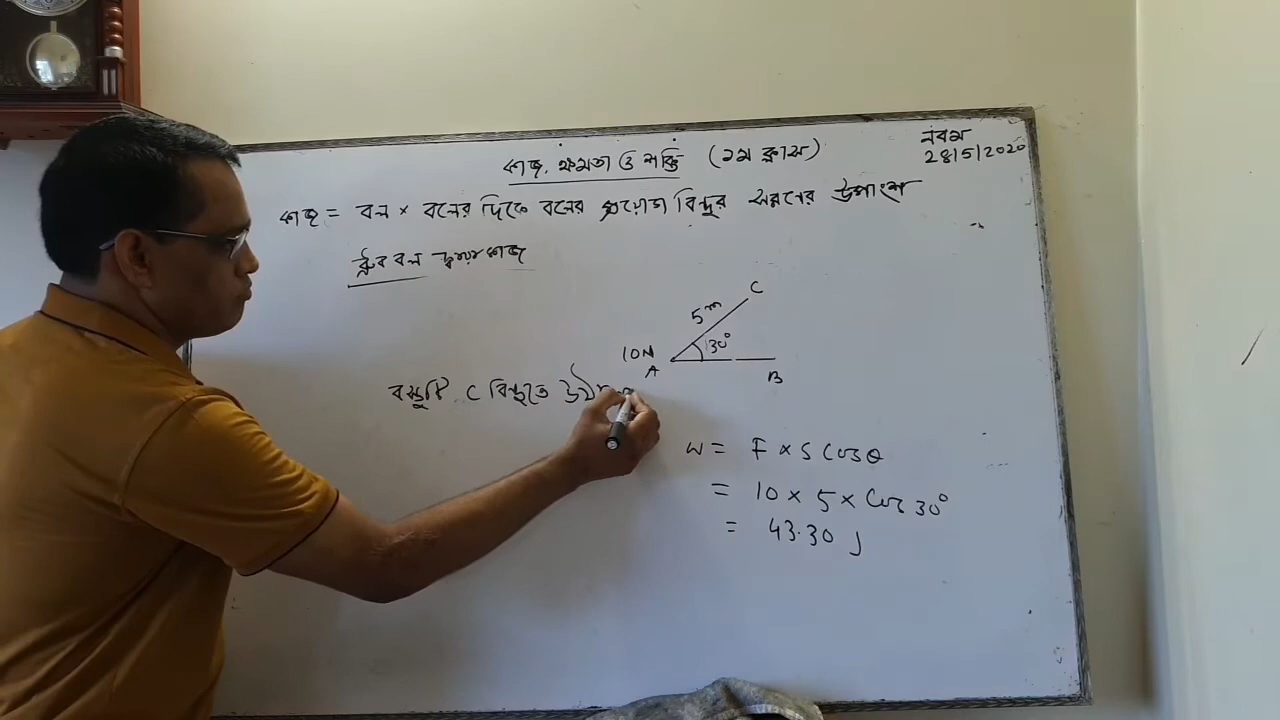 কাজ, ক্ষমতা ও শক্তি (১ম ক্লাস)
নবম
28/5/2020
কাজ = বল × বলের দিকে বলের প্রয়োগ বিন্দুর সরণের উপাংশ
ধ্রুব বল দ্বারা কাজ
C
5m
10N
30°
A
B
বস্তুটি C বিন্দুতে
W = F × S Cosθ
= 10 × 5 × Cos 30°
= 43.30 J